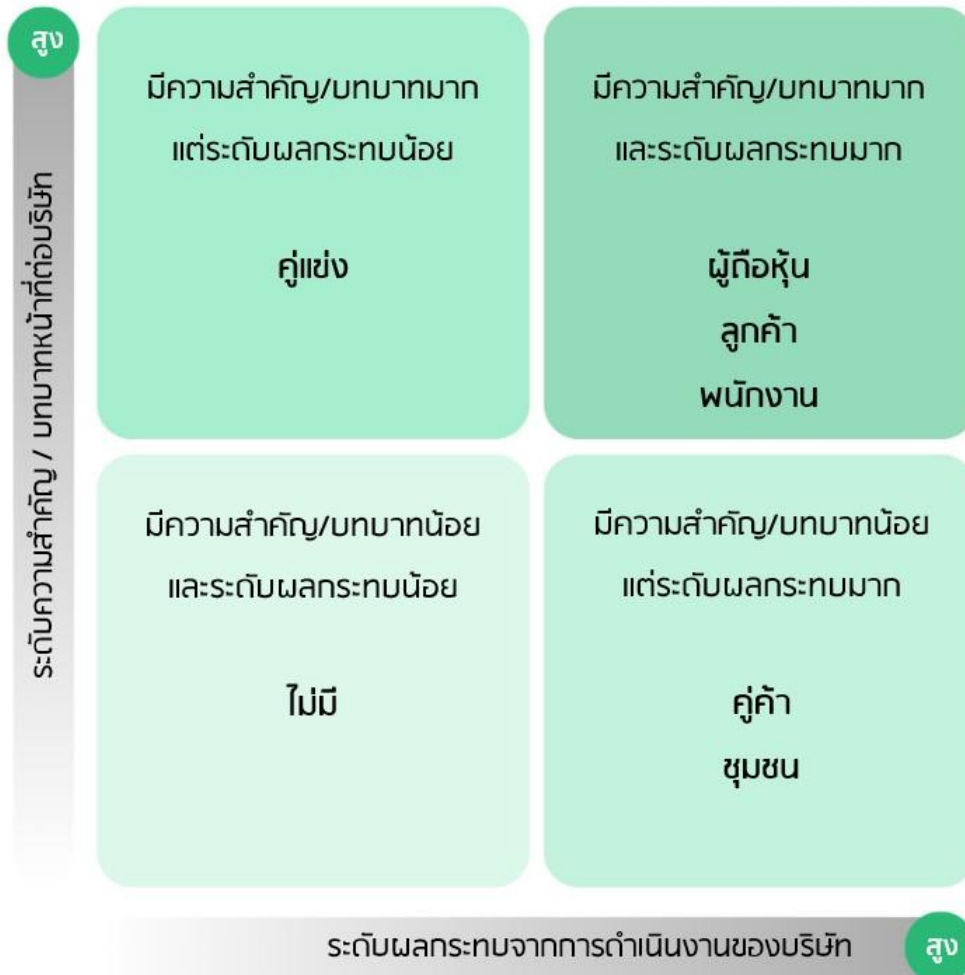 สูง
ระดับความสำคัญ / บทบาทหน้าที่ต่อบริษัท
มีความสำคัญ/บทบาทมาก
แต่ระดับผลกระทบน้อย
คู่แข่ง
มีความสำคัญ/บทบาทมาก
และระดับผลกระทบมาก
ผู้ถือหุ้น
ลูกค้า
พนักงาน
มีความสำคัญ/บทบาทน้อย
และระดับผลกระทบน้อย
ไม่มี
มีความสำคัญ/บทบาทน้อย
แต่ระดับผลกระทบมาก
คู่ค้า
ชุมชน
ระดับผลกระทบจากการดำเนินงานของบริษัท
สูง